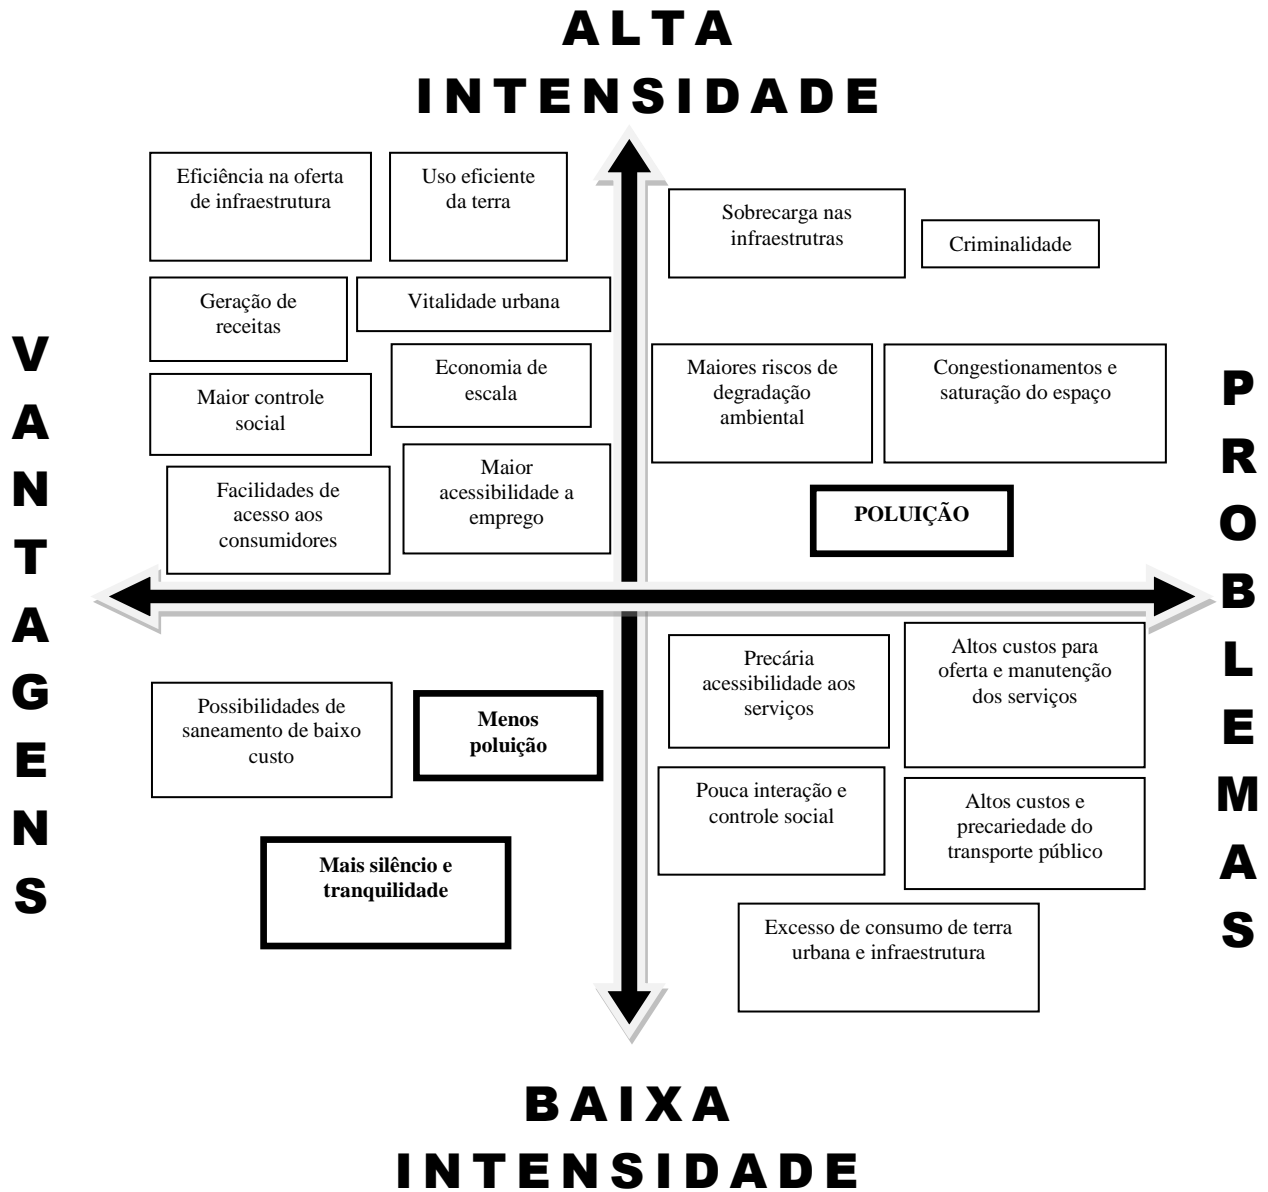 ALTA
INTENSIDADE
Eficiência na oferta
de infraestrutura
Uso eficiente
da terra
Sobrecarga nas
infraestrutras
Criminalidade
Geração de
receitas
Vitalidade urbana
Economia de
escala
Maiores riscos de
degradação
ambiental
Congestionamentos e
saturação do espaço
Maior controle
social
Maior
acessibilidade a
emprego
Facilidades de
acesso aos
consumidores
POLUIÇÃO
VANTAGENS
PROBLEMAS
Possibilidades de
saneamento de baixo
custo
Menos
poluição
Precária
acessibilidade aos
serviços
Altos custos para
oferta e manutenção
dos serviços
Mais silêncio e
tranquilidade
Pouca interação e
controle social
Altos custos e
precariedade do
transporte público
Excesso de consumo de terra
urbana e infraestrutura
BAIXA
INTENSIDADE